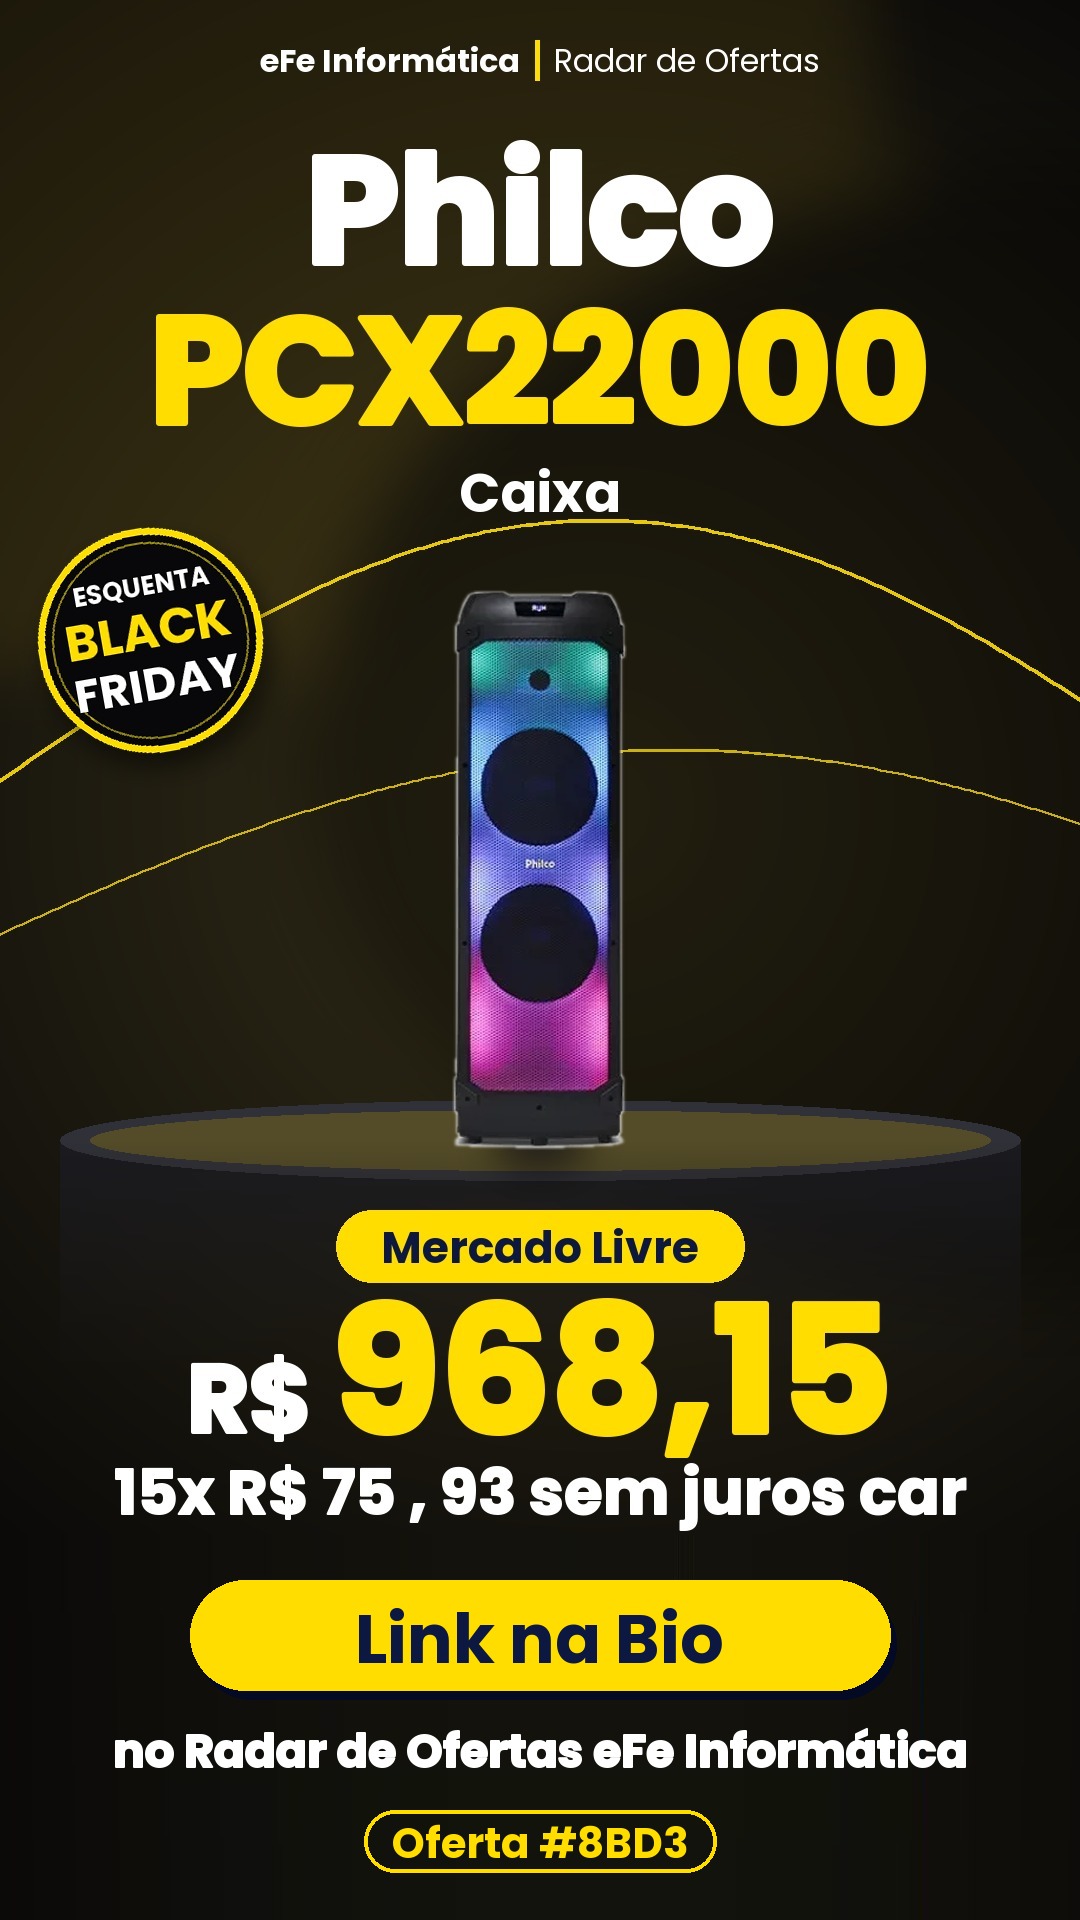 eFe Informática | Radar de Ofertas
Philco
PCX22000
Caixa
ESQUENTA
BLACK
FRIDAY
Philco
Mercado Livre
R$ 968,15
15x R$ 75 , 93 sem juros car
Link na Bio
no Radar de Ofertas eFe Informática
Oferta #8BD3